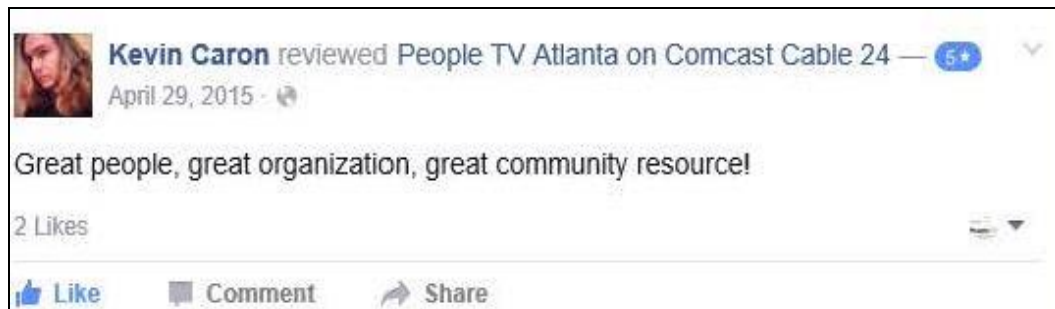 Kevin Caron reviewed People TV Atlanta on Comcast Cable 24 — 5★
April 29, 2015 ·
Great people, great organization, great community resource!
2 Likes
Like Comment Share